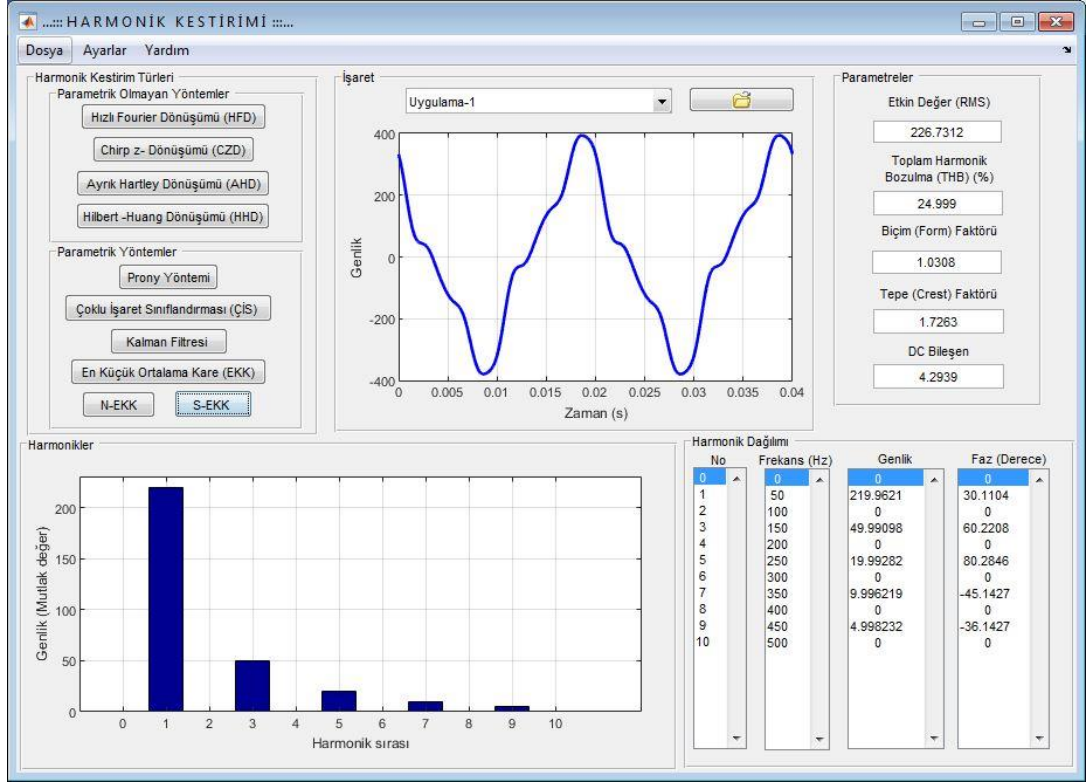 ...::: HARMONİK KESTİRİMİ :::...
Dosya Ayarlar Yardım
Harmonik Kestirim Türleri
Parametrik Olmayan Yöntemler
Hızlı Fourier Dönüşümü (HFD)
Chirp z- Dönüşümü (CZD)
Ayrık Hartley Dönüşümü (AHD)
Hilbert -Huang Dönüşümü (HHD)
Parametrik Yöntemler
Prony Yöntemi
Çoklu İşaret Sınıflandırması (ÇİS)
Kalman Filtresi
En Küçük Ortalama Kare (EKK)
N-EKK S-EKK
İşaret
Uygulama-1
400
200
0
-200
-400
Genlik
0 0.005 0.01 0.015 0.02 0.025 0.03 0.035 0.04
Zaman (s)
Parametreler
Etkin Değer (RMS)
226.7312
Toplam Harmonik
Bozulma (THB) (%)
24.999
Biçim (Form) Faktörü
1.0308
Tepe (Crest) Faktörü
1.7263
DC Bileşen
4.2939
Harmonikler
200
150
100
50
0
Genlik (Mutlak değer)
0 1 2 3 4 5 6 7 8 9 10
Harmonik sırası
Harmonik Dağılımı
No Frekans (Hz) Genlik Faz (Derece)
0 0 0 0
1 50 219.9621 30.1104
2 100 0 0
3 150 49.99098 60.2208
4 200 0 0
5 250 19.99282 80.2846
6 300 0 0
7 350 9.996219 -45.1427
8 400 0 0
9 450 4.998232 -36.1427
10 500 0 0